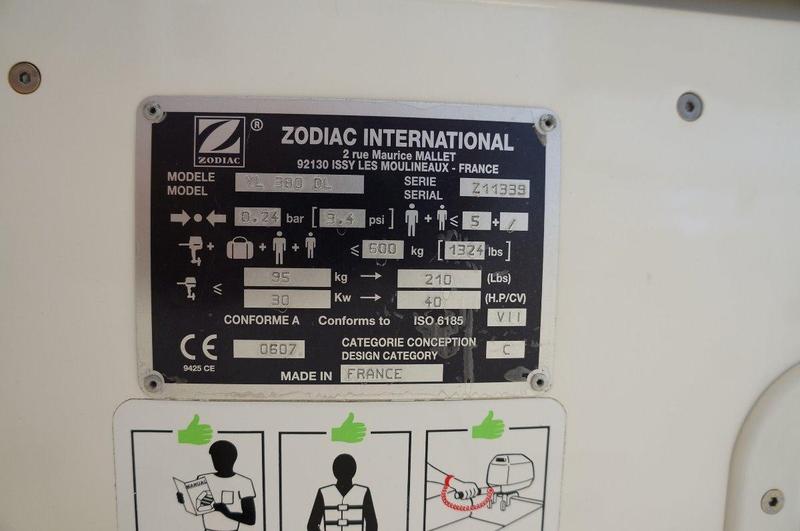 ZODIAC
®
ZODIAC INTERNATIONAL
2 rue Maurice MALLET
92130 ISSY LES MOULINEAUX - FRANCE
MODELE
MODEL YL 380 DL
SERIE
SERIAL Z11339
0.24 bar [3.4 psi] + ≤ 5 + /
+ + + ≤ 600 kg [1324 lbs]
≤ 95 kg → 210 (Lbs)
30 Kw → 40 (H.P/CV)
CONFORME A Conforms to ISO 6185 VII
CE 0607
9425 CE
CATEGORIE CONCEPTION
DESIGN CATEGORY C
MADE IN FRANCE
MANUAL